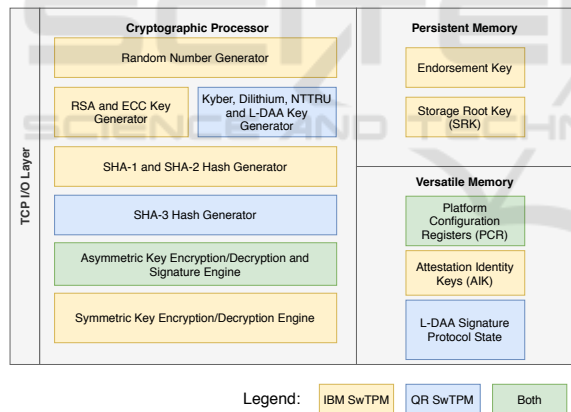 Cryptographic Processor
Random Number Generator
RSA and ECC Key
Generator
Kyber, Dilithium, NTTRU
and L-DAA Key
Generator
SHA-1 and SHA-2 Hash Generator
SHA-3 Hash Generator
Asymmetric Key Encryption/Decryption and
Signature Engine
Symmetric Key Encryption/Decryption Engine
TCP I/O Layer
Persistent Memory
Endorsement Key
Storage Root Key
(SRK)
Versatile Memory
Platform
Configuration
Registers (PCR)
Attestation Identity
Keys (AIK)
L-DAA Signature
Protocol State
Legend:
IBM SwTPM
QR SwTPM
Both
SCIENCE AND TECHN